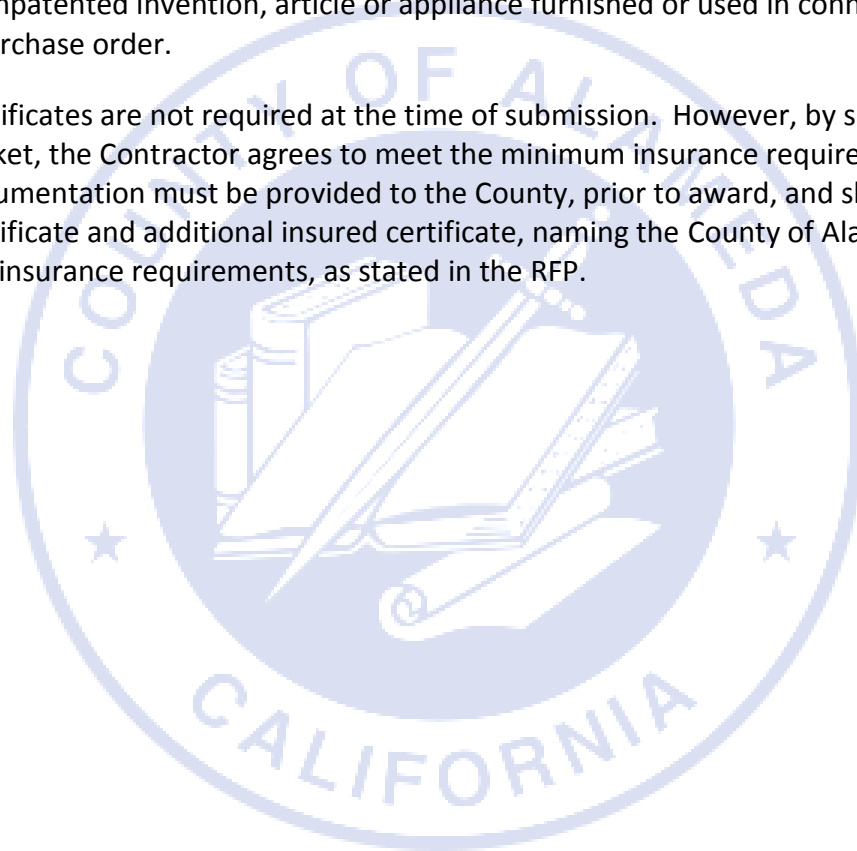 unpatented invention, article or appliance furnished or used in conn
rchase order.
ificates are not required at the time of submission.  However, by s
ket, the Contractor agrees to meet the minimum insurance require
umentation must be provided to the County, prior to award, and sh
ificate and additional insured certificate, naming the County of Ala
insurance requirements, as stated in the RFP.
COUNTY OF ALAMEDA
CALIFORNIA